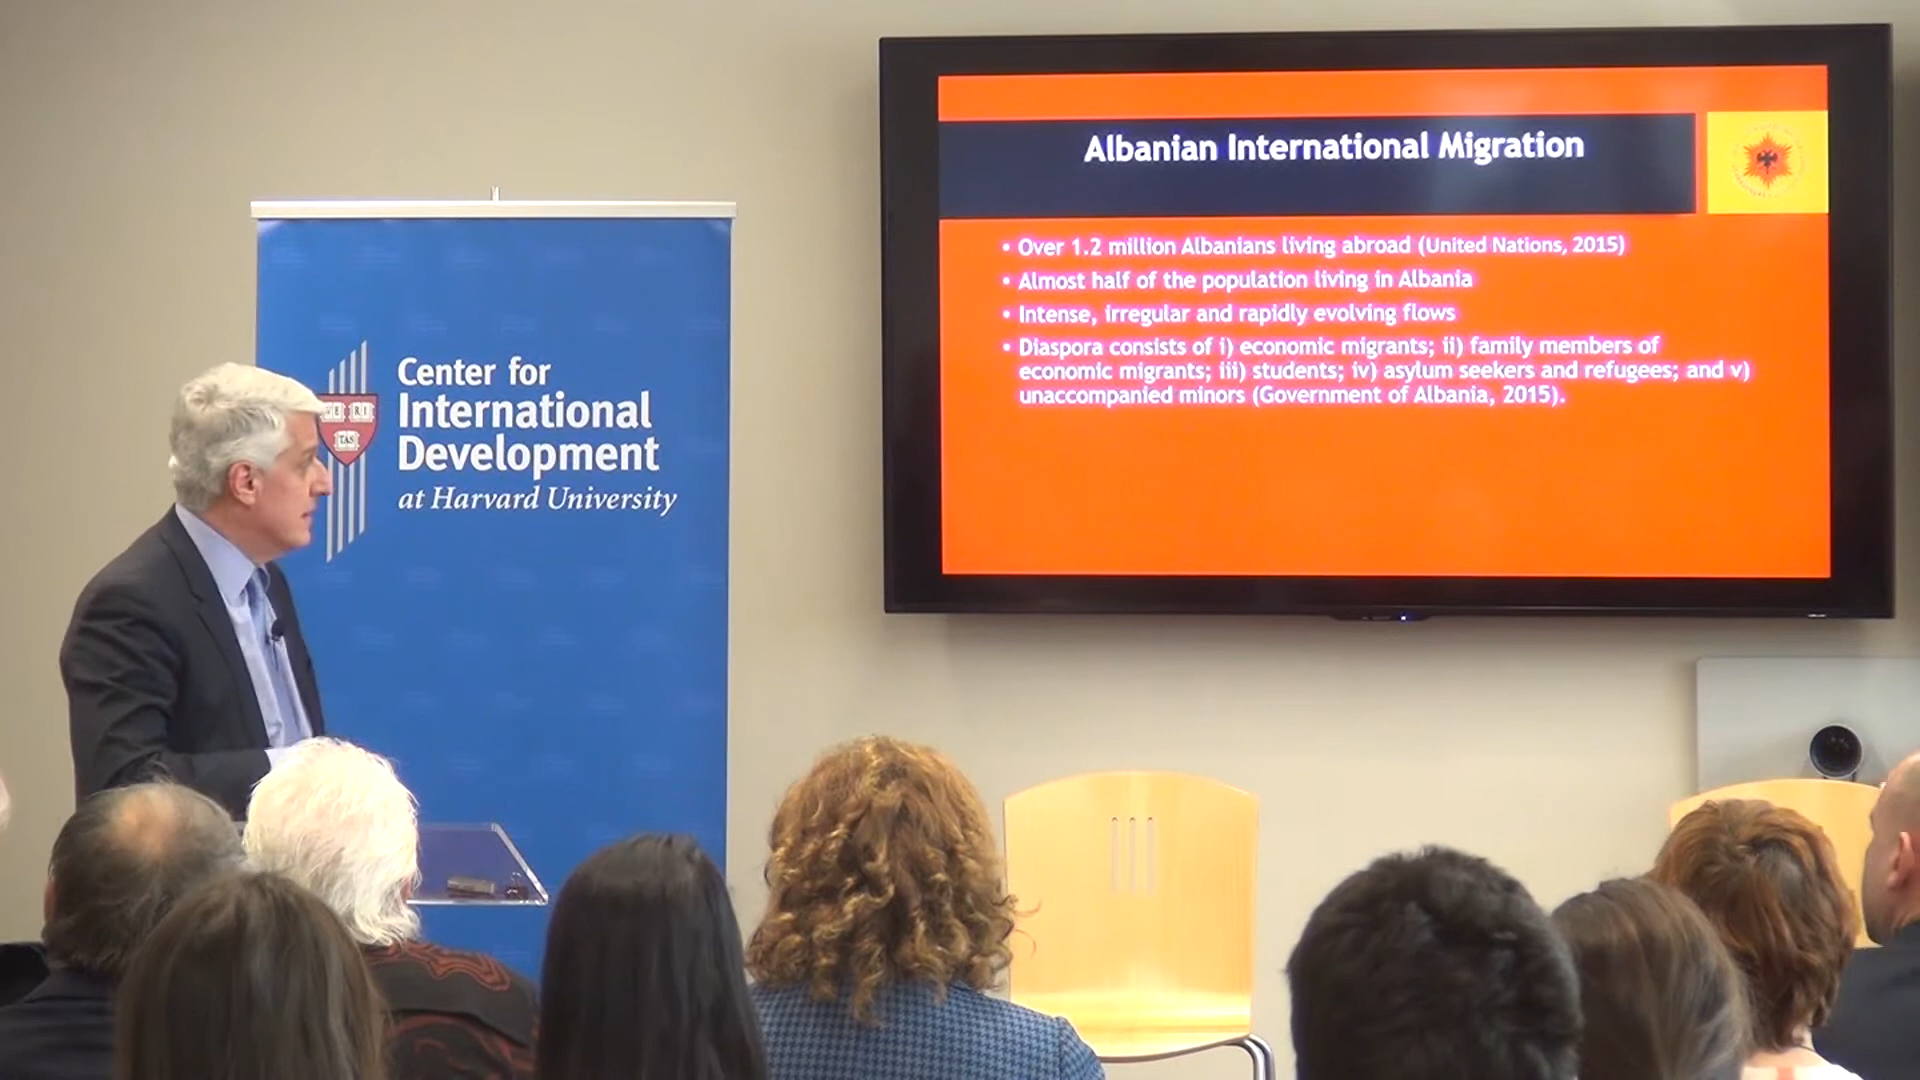 Center for
International
Development
at Harvard University
VE RI
TAS
Albanian International Migration
• Over 1.2 million Albanians living abroad (United Nations, 2015)
• Almost half of the population living in Albania
• Intense, irregular and rapidly evolving flows
• Diaspora consists of i) economic migrants; ii) family members of
economic migrants; iii) students; iv) asylum seekers and refugees; and v)
unaccompanied minors (Government of Albania, 2015).